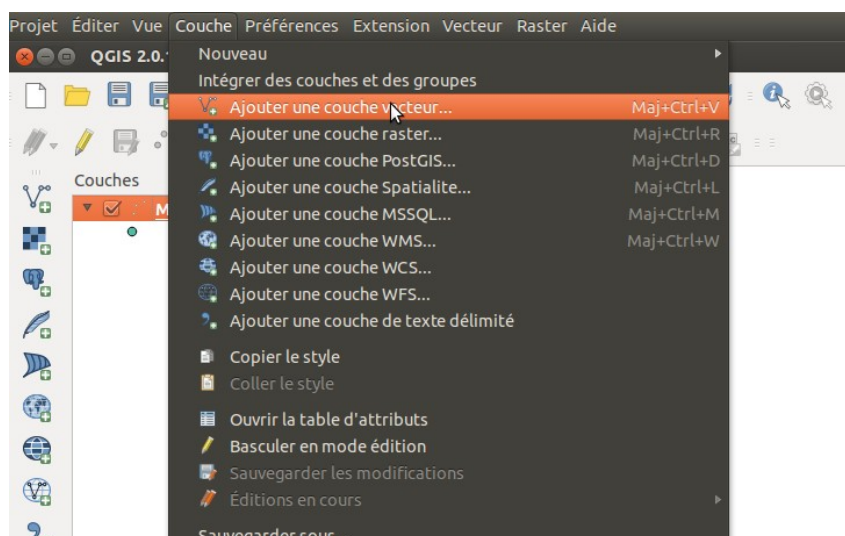 Projet Éditer Vue Couche Préférences Extension Vecteur Raster Aide
QGIS 2.0.
Nouveau
Intégrer des couches et des groupes
Ajouter une couche vecteur... Maj+Ctrl+V
Ajouter une couche raster... Maj+Ctrl+R
Ajouter une couche PostGIS... Maj+Ctrl+D
Ajouter une couche Spatialite... Maj+Ctrl+L
Ajouter une couche MSSQL... Maj+Ctrl+M
Ajouter une couche WMS... Maj+Ctrl+W
Ajouter une couche WCS...
Ajouter une couche WFS...
Ajouter une couche de texte délimité
Couches
M
Copier le style
Coller le style
Ouvrir la table d'attributs
Basculer en mode édition
Sauvegarder les modifications
Éditions en cours
Sauvegarder sous